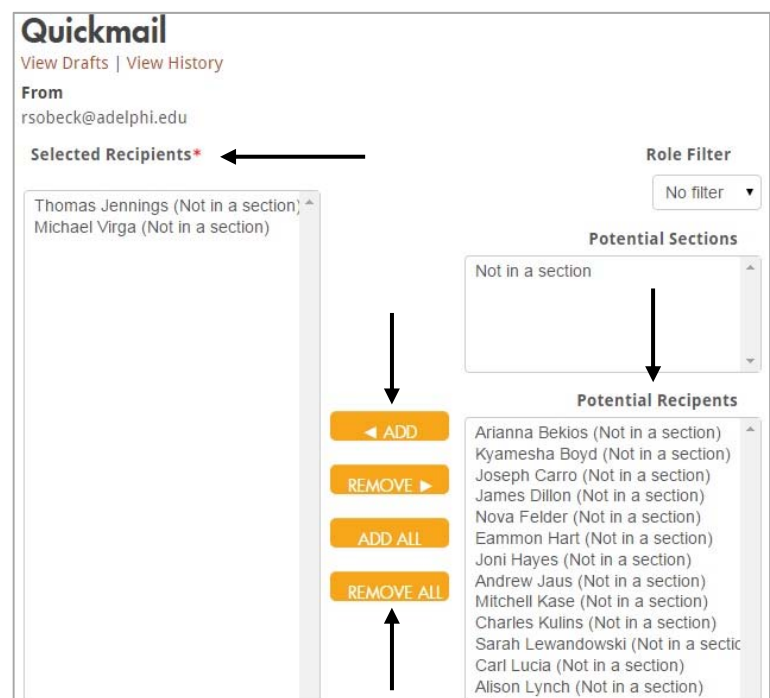 Quickmail
View Drafts | View History
From
rsobeck@adelphi.edu
Selected Recipients*
Thomas Jennings (Not in a section)
Michael Virga (Not in a section)
◄ ADD
REMOVE ►
ADD ALL
REMOVE ALL
Role Filter
No filter
Potential Sections
Not in a section
Potential Recipents
Arianna Bekios (Not in a section)
Kyamesha Boyd (Not in a section)
Joseph Carro (Not in a section)
James Dillon (Not in a section)
Nova Felder (Not in a section)
Eammon Hart (Not in a section)
Joni Hayes (Not in a section)
Andrew Jaus (Not in a section)
Mitchell Kase (Not in a section)
Charles Kulins (Not in a section)
Sarah Lewandowski (Not in a sectic
Carl Lucia (Not in a section)
Alison Lynch (Not in a section)